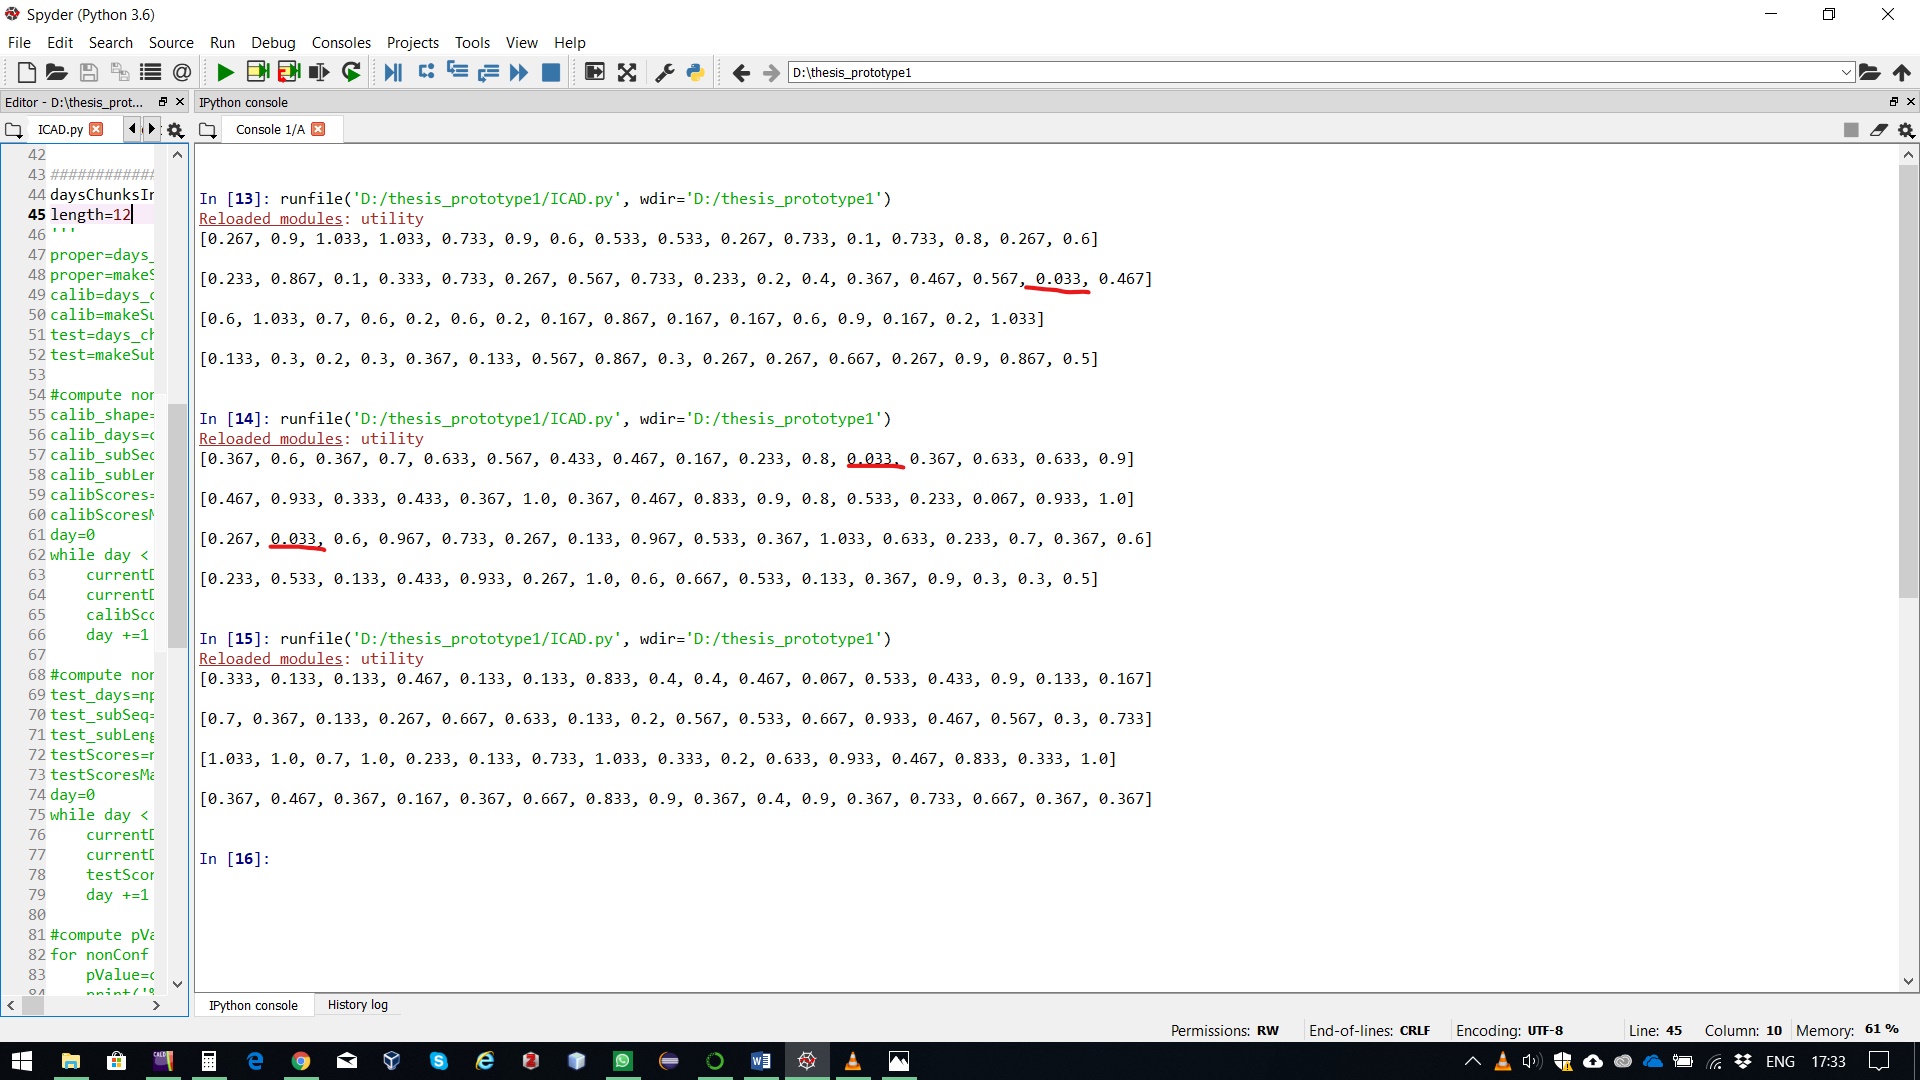 Spyder (Python 3.6)
File Edit Search Source Run Debug Consoles Projects Tools View Help
D:\thesis_prototype1
Editor - D:\thesis_prot...
IPython console
ICAD.py
Console 1/A
42
43 ############
44 daysChunksIn
45 length=12
46 '''
47 proper=days_
48 proper=makeS
49 calib=days_c
50 calib=makeSu
51 test=days_ch
52 test=makeSub
53
54 #compute non
55 calib_shape=
56 calib_days=c
57 calib_subSec
58 calib_subLen
59 calibScores=
60 calibScoresM
61 day=0
62 while day <
63 currentD
64 currentD
65 calibSco
66 day +=1
67
68 #compute non
69 test_days=np
70 test_subSeq=
71 test_subLeng
72 testScores=n
73 testScoresMa
74 day=0
75 while day <
76 currentD
77 currentD
78 testScor
79 day +=1
80
81 #compute pVa
82 for nonConf
83 pValue=c
84 print('%
In [13]: runfile('D:/thesis_prototype1/ICAD.py', wdir='D:/thesis_prototype1')
Reloaded modules: utility
[0.267, 0.9, 1.033, 1.033, 0.733, 0.9, 0.6, 0.533, 0.533, 0.267, 0.733, 0.1, 0.733, 0.8, 0.267, 0.6]
[0.233, 0.867, 0.1, 0.333, 0.733, 0.267, 0.567, 0.733, 0.233, 0.2, 0.4, 0.367, 0.467, 0.567, 0.033, 0.467]
[0.6, 1.033, 0.7, 0.6, 0.2, 0.6, 0.2, 0.167, 0.867, 0.167, 0.167, 0.6, 0.9, 0.167, 0.2, 1.033]
[0.133, 0.3, 0.2, 0.3, 0.367, 0.133, 0.567, 0.867, 0.3, 0.267, 0.267, 0.667, 0.267, 0.9, 0.867, 0.5]
In [14]: runfile('D:/thesis_prototype1/ICAD.py', wdir='D:/thesis_prototype1')
Reloaded modules: utility
[0.367, 0.6, 0.367, 0.7, 0.633, 0.567, 0.433, 0.467, 0.167, 0.233, 0.8, 0.033, 0.367, 0.633, 0.633, 0.9]
[0.467, 0.933, 0.333, 0.433, 0.367, 1.0, 0.367, 0.467, 0.833, 0.9, 0.8, 0.533, 0.233, 0.067, 0.933, 1.0]
[0.267, 0.033, 0.6, 0.967, 0.733, 0.267, 0.133, 0.967, 0.533, 0.367, 1.033, 0.633, 0.233, 0.7, 0.367, 0.6]
[0.233, 0.533, 0.133, 0.433, 0.933, 0.267, 1.0, 0.6, 0.667, 0.533, 0.133, 0.367, 0.9, 0.3, 0.3, 0.5]
In [15]: runfile('D:/thesis_prototype1/ICAD.py', wdir='D:/thesis_prototype1')
Reloaded modules: utility
[0.333, 0.133, 0.133, 0.467, 0.133, 0.133, 0.833, 0.4, 0.4, 0.467, 0.067, 0.533, 0.433, 0.9, 0.133, 0.167]
[0.7, 0.367, 0.133, 0.267, 0.667, 0.633, 0.133, 0.2, 0.567, 0.533, 0.667, 0.933, 0.467, 0.567, 0.3, 0.733]
[1.033, 1.0, 0.7, 1.0, 0.233, 0.133, 0.733, 1.033, 0.333, 0.2, 0.633, 0.933, 0.467, 0.833, 0.333, 1.0]
[0.367, 0.467, 0.367, 0.167, 0.367, 0.667, 0.833, 0.9, 0.367, 0.4, 0.9, 0.367, 0.733, 0.667, 0.367, 0.367]
In [16]:
IPython console History log
Permissions: RW End-of-lines: CRLF Encoding: UTF-8 Line: 45 Column: 10 Memory: 61 %
ENG 17:33